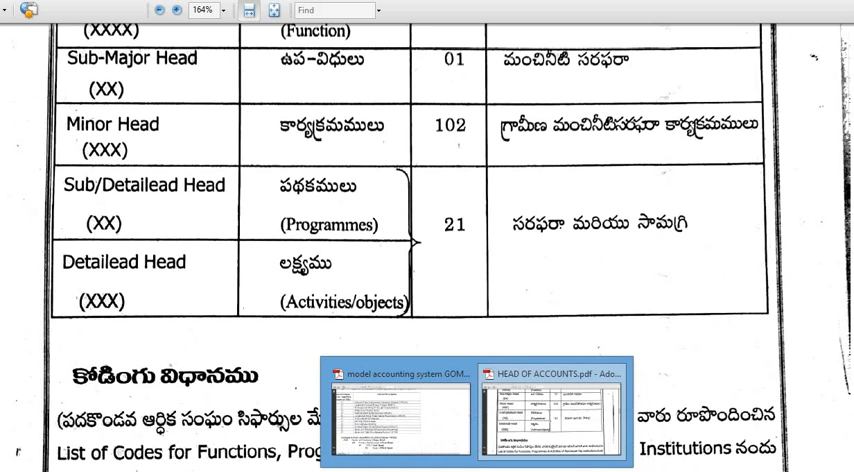 164%
Find
(XXXX) (Function)
Sub-Major Head ఉప-విధులు 01 మంచినీటి సరఫరా
(XX)
Minor Head కార్యక్రమములు 102 గ్రామీణ మంచినీటిసరఫరా కార్యక్రమములు
(XXX)
Sub/Detailead Head పథకములు
(XX) (Programmes) 21 సరఫరా మరియు సామగ్రి
Detailead Head లక్ష్యము
(XXX) (Activities/objects)
కోడింగు విధానము
model accounting system GOM...
HEAD OF ACCOUNTS.pdf - Ado...
(పదకొండవ ఆర్థిక సంఘం సిఫార్సుల మే వారు రూపొందించిన
List of Codes for Functions, Prog Institutions నందు